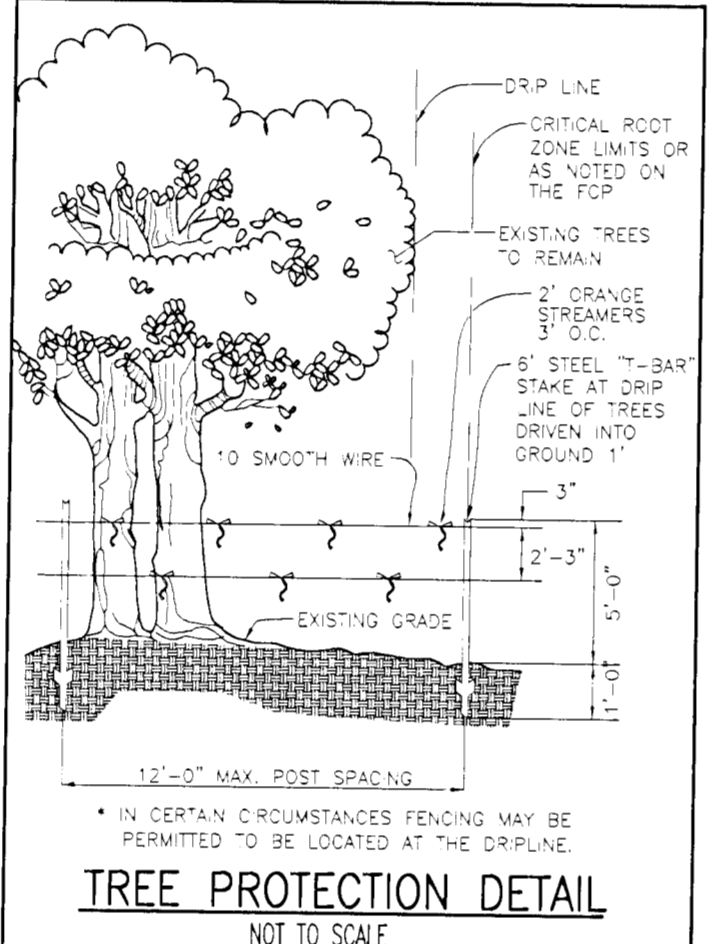 DRIP LINE
CRITICAL ROOT
ZONE LIMITS OR
AS NOTED ON
THE FCP
EXISTING TREES
TO REMAIN
2' ORANGE
STREAMERS
3' O.C.
6' STEEL "T-BAR"
STAKE AT DRIP
LINE OF TREES
DRIVEN INTO
GROUND 1'
10 SMOOTH WIRE
3"
2'-3"
5'-0"
EXISTING GRADE
1'-0"
12'-0" MAX. POST SPACING
* IN CERTAIN CIRCUMSTANCES FENCING MAY BE
PERMITTED TO BE LOCATED AT THE DRIPLINE.
TREE PROTECTION DETAIL
NOT TO SCALE